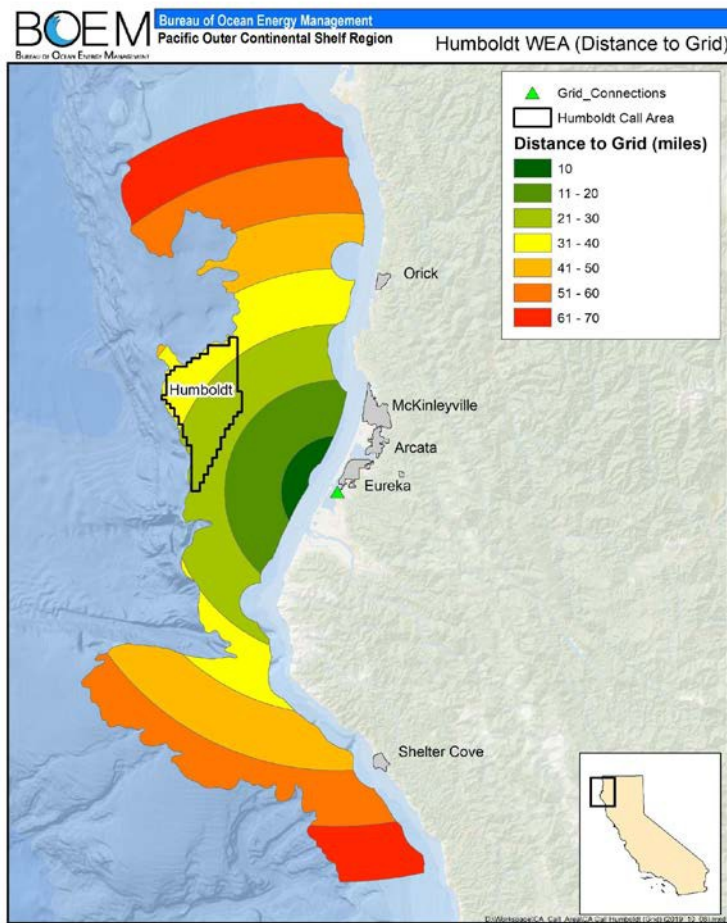 BOEM
BUREAU OF OCEAN ENERGY MANAGEMENT
Bureau of Ocean Energy Management
Pacific Outer Continental Shelf Region
Humboldt WEA (Distance to Grid)
Grid_Connections
Humboldt Call Area
Distance to Grid (miles)
10
11 - 20
21 - 30
31 - 40
41 - 50
51 - 60
61 - 70
Orick
Humboldt
McKinleyville
Arcata
Eureka
Shelter Cove